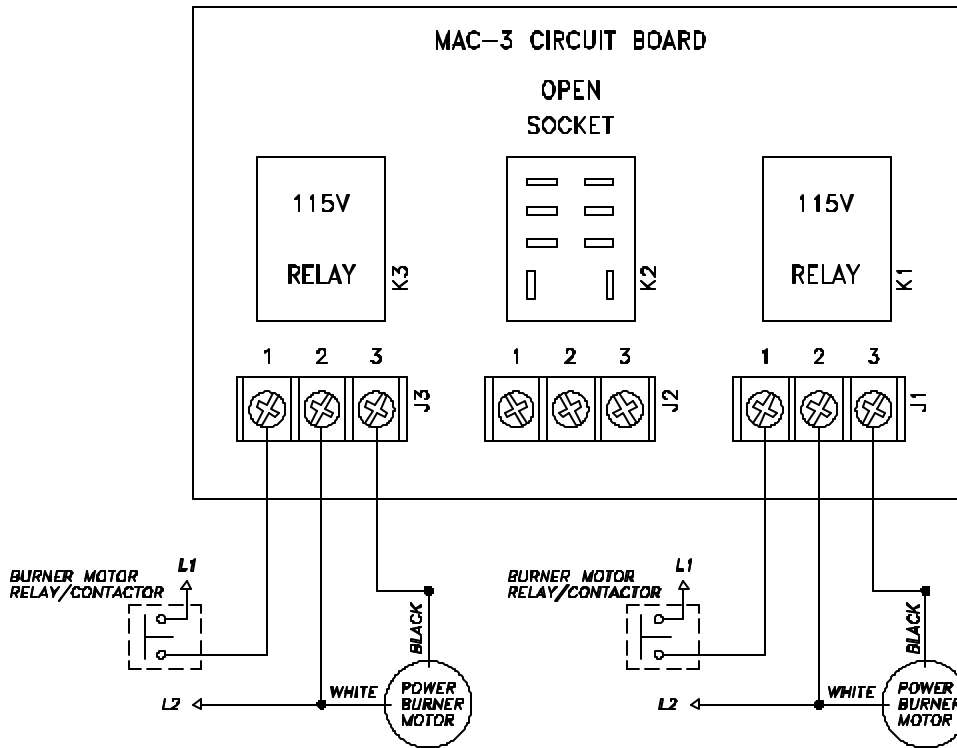 MAC-3 CIRCUIT BOARD
OPEN
SOCKET
115V
RELAY
K3
K2
115V
RELAY
K1
1 2 3
J3
1 2 3
J2
1 2 3
J1
BURNER MOTOR
RELAY/CONTACTOR
L1
BLACK
L2
WHITE
POWER
BURNER
MOTOR
BURNER MOTOR
RELAY/CONTACTOR
L1
BLACK
L2
WHITE
POWER
BURNER
MOTOR